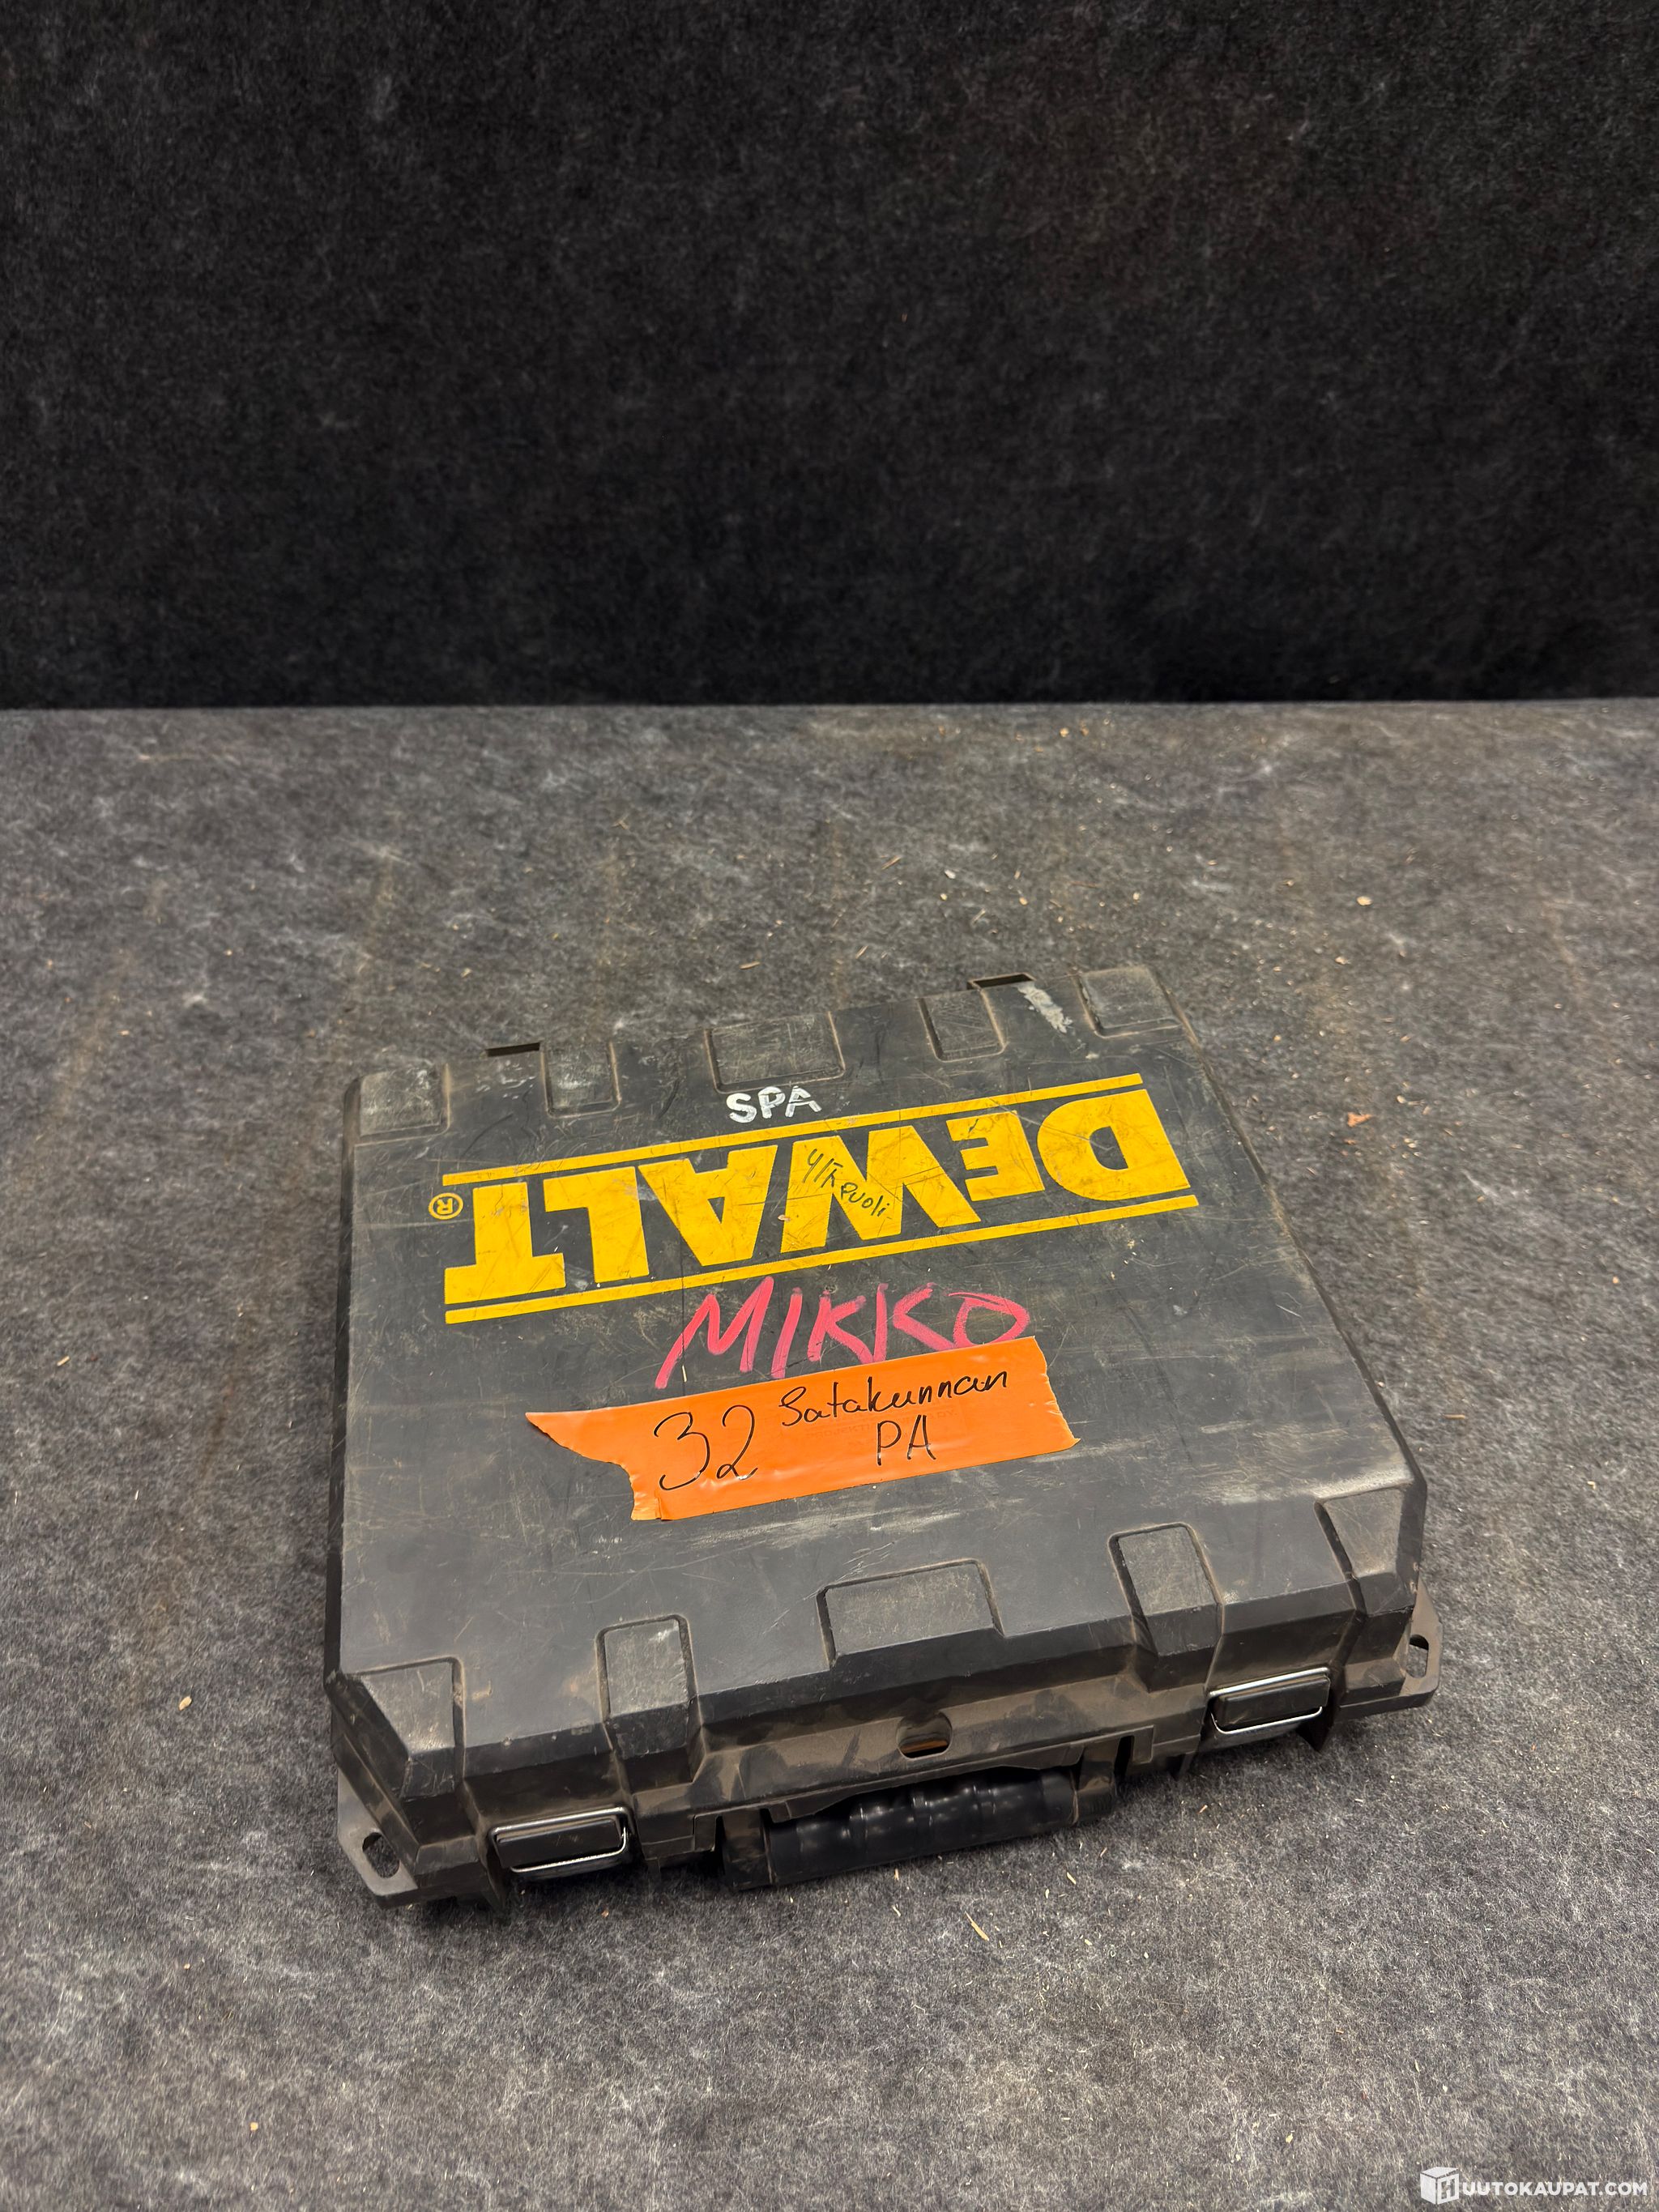 SPA
DEWALT®
MIKKO
32 Satakunnan
PA
HUUTOKAUPAT.COM